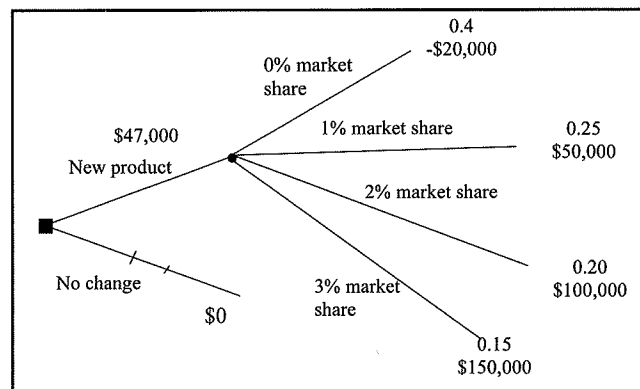 0.4
-$20,000
0% market
share
$47,000
New product
1% market share
0.25
$50,000
2% market share
0.20
$100,000
No change
$0
3% market
share
0.15
$150,000